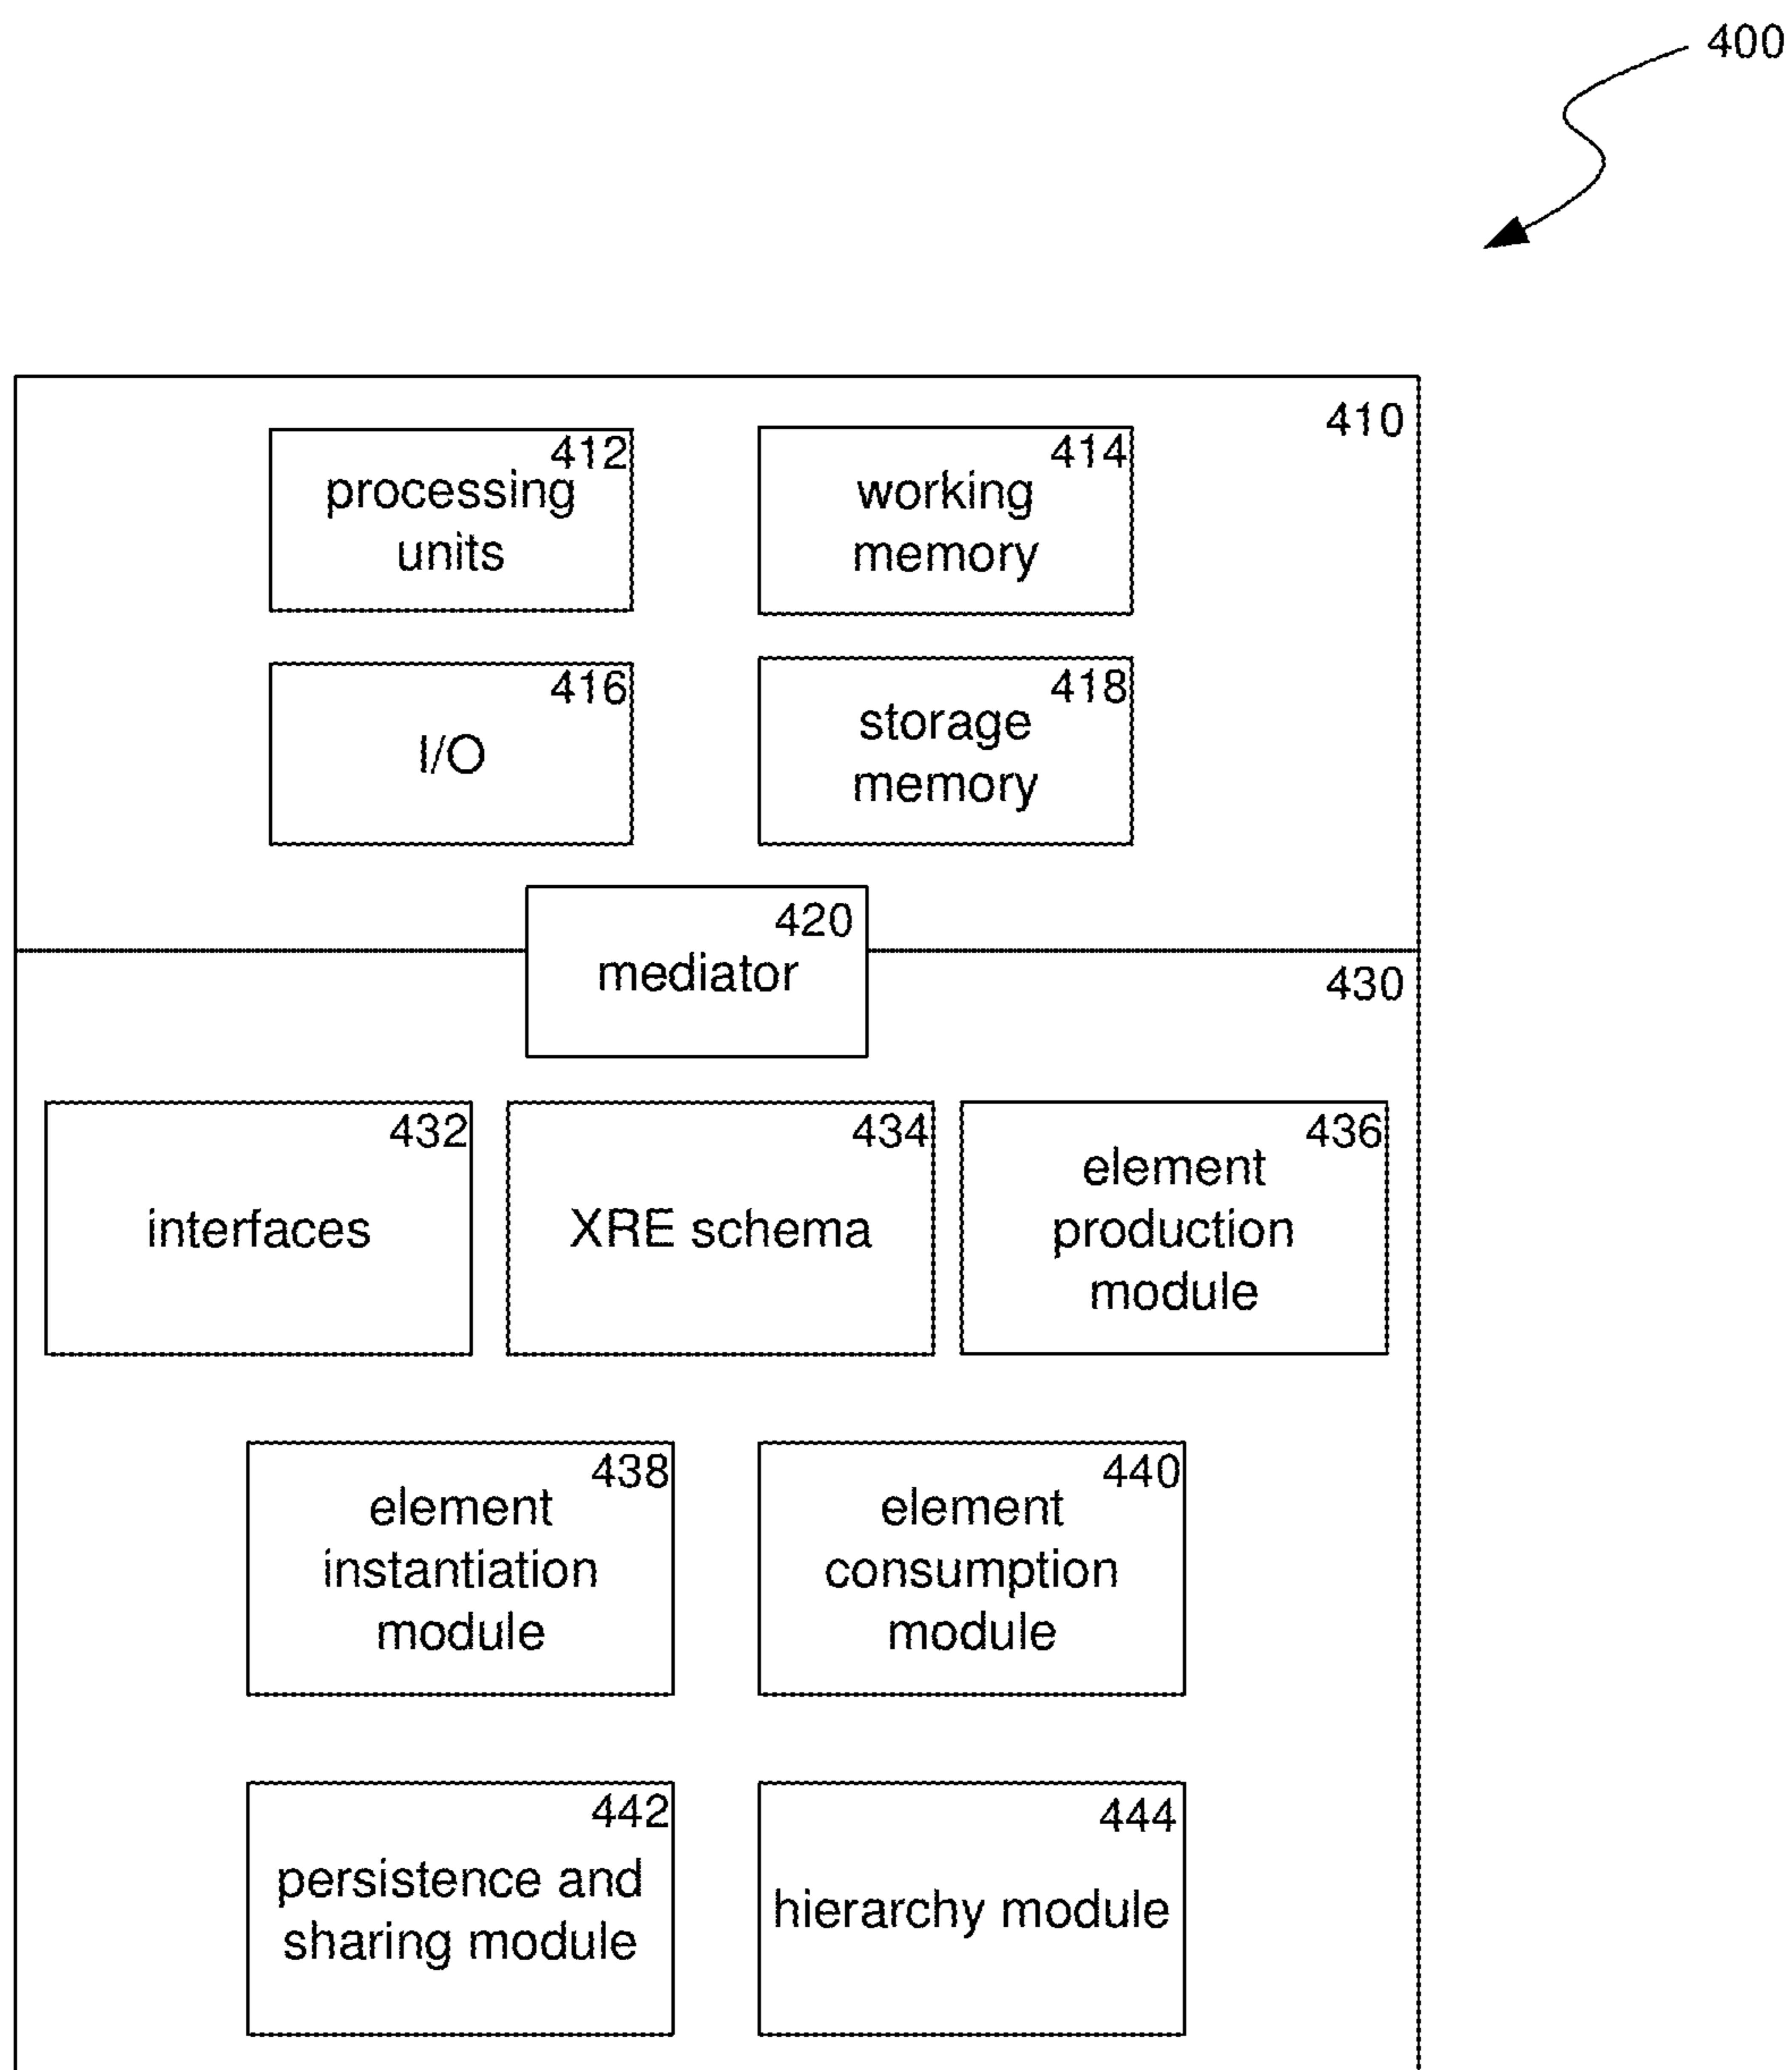 400
410
412
processing
units
414
working
memory
416
I/O
418
storage
memory
420
mediator
430
432
interfaces
434
XRE schema
436
element
production
module
438
element
instantiation
module
440
element
consumption
module
442
persistence and
sharing module
444
hierarchy module